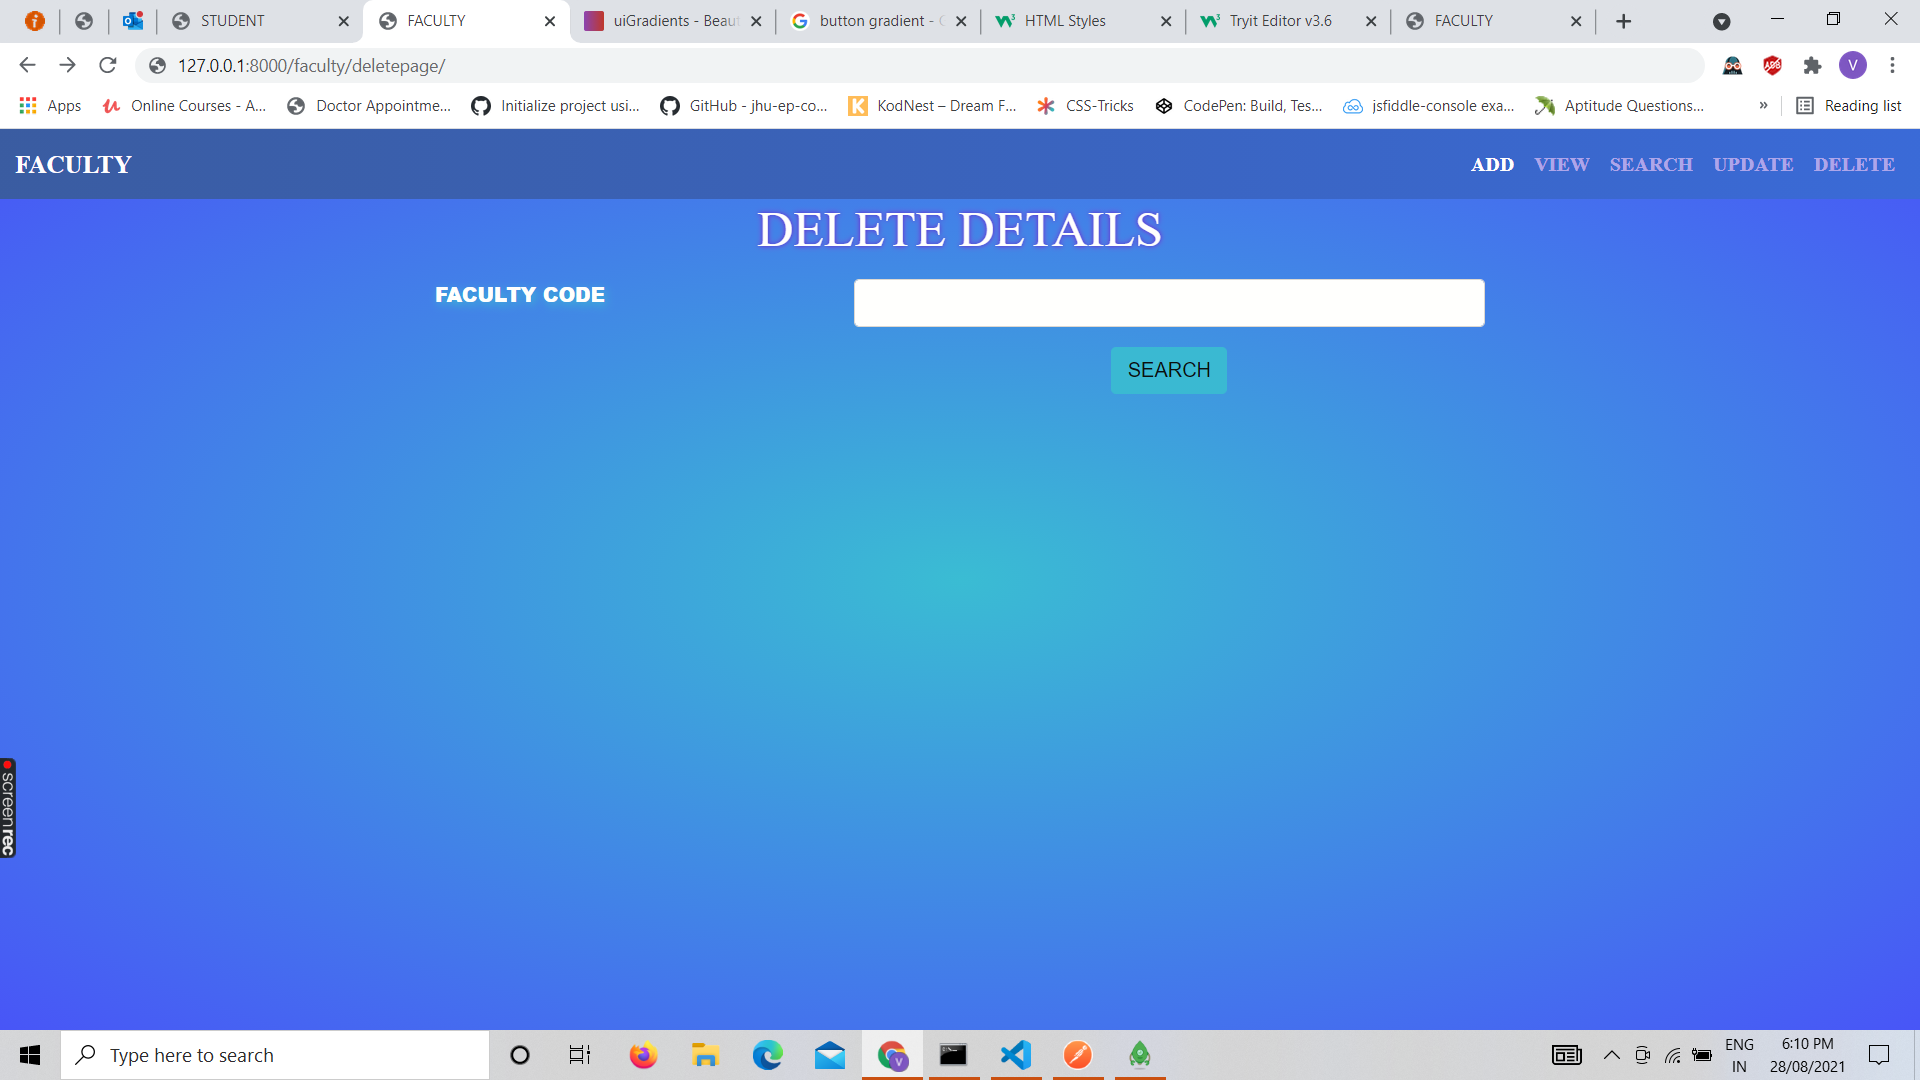 STUDENT
FACULTY
uiGradients - Beaut
button gradient -
HTML Styles
Tryit Editor v3.6
FACULTY
127.0.0.1:8000/faculty/deletepage/
V
Apps
Online Courses - A...
Doctor Appointme...
Initialize project usi...
GitHub - jhu-ep-co...
KodNest – Dream F...
CSS-Tricks
CodePen: Build, Tes...
jsfiddle-console exa...
Aptitude Questions...
»
Reading list
FACULTY
ADD
VIEW
SEARCH
UPDATE
DELETE
DELETE DETAILS
FACULTY CODE
SEARCH
screenrec
Type here to search
ENG
IN
6:10 PM
28/08/2021